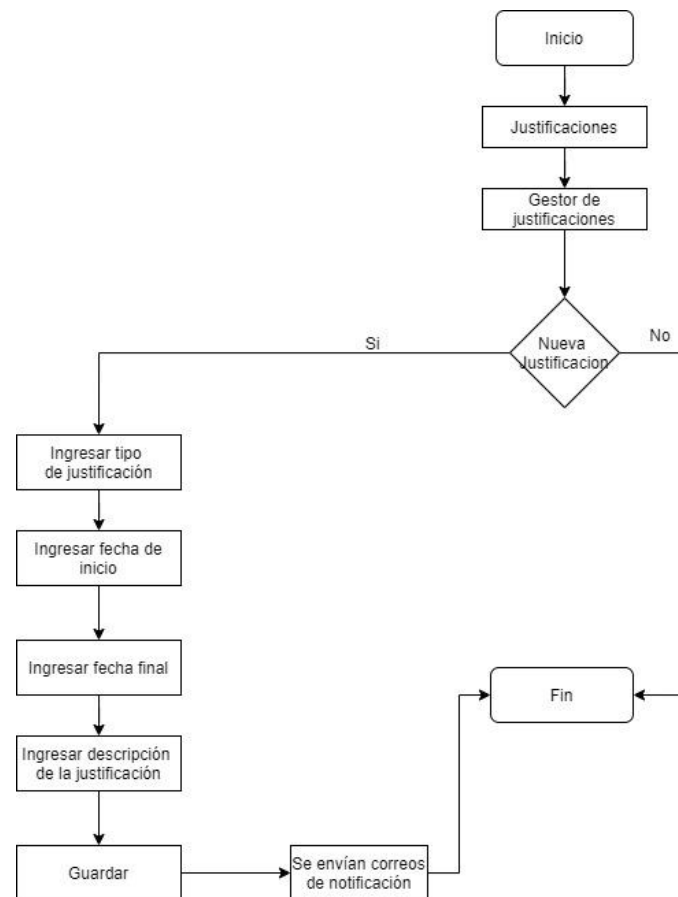 Inicio
Justificaciones
Gestor de
justificaciones
Nueva
Justificacion
Si
No
Ingresar tipo
de justificación
Ingresar fecha de
inicio
Ingresar fecha final
Ingresar descripción
de la justificación
Guardar
Se envían correos
de notificación
Fin